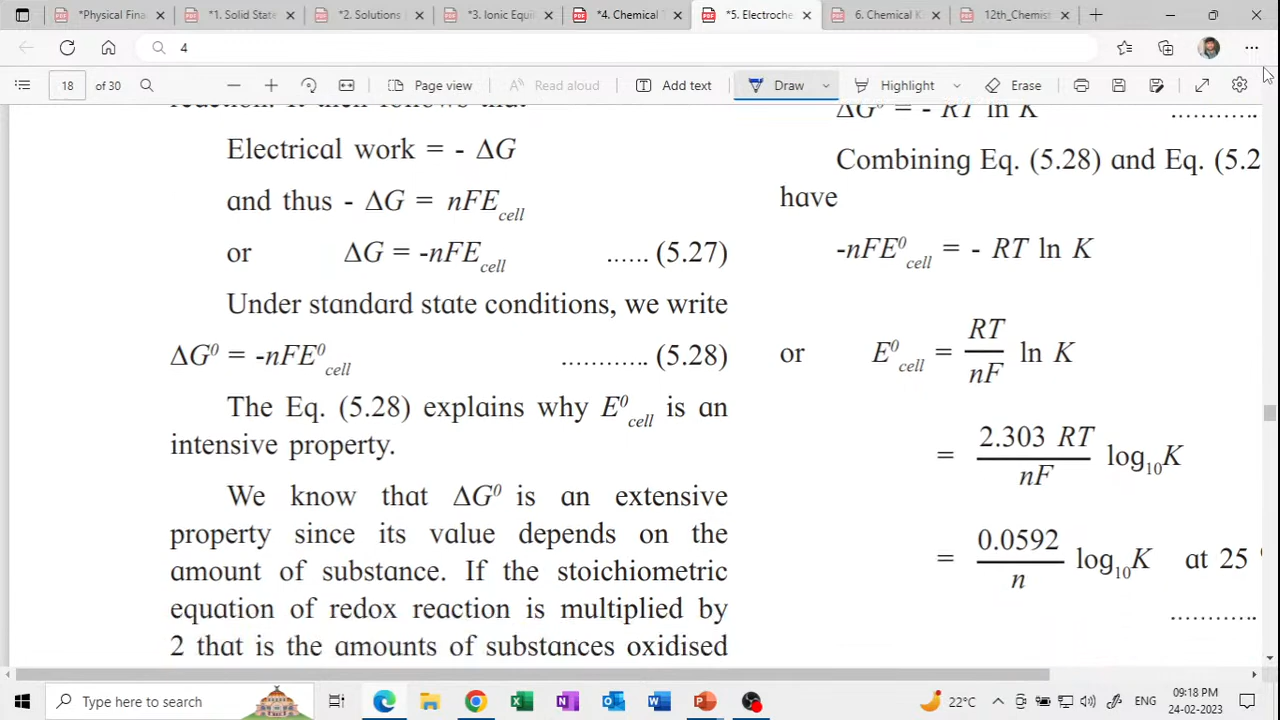 *Physical Fina
*1. Solid State
*2. Solutions
*3. Ionic Equil
*4. Chemical
*5. Electroche
6. Chemical K
12th_Chemist
4
18 of 30
Page view
Read aloud
Add text
Draw
Highlight
Erase
Electrical work = - ΔG
and thus - ΔG = nFE_cell
or ΔG = -nFE_cell ...... (5.27)
Under standard state conditions, we write
ΔG⁰ = -nFE⁰_cell ............ (5.28)
The Eq. (5.28) explains why E⁰_cell is an
intensive property.
We know that ΔG⁰ is an extensive
property since its value depends on the
amount of substance. If the stoichiometric
equation of redox reaction is multiplied by
2 that is the amounts of substances oxidised
ΔG⁰ = - RT ln K ............
Combining Eq. (5.28) and Eq. (5.2
have
-nFE⁰_cell = - RT ln K
or E⁰_cell = RT/nF ln K
= 2.303 RT/nF log₁₀K
= 0.0592/n log₁₀K at 25
............
Type here to search
22°C
ENG
09:18 PM
24-02-2023